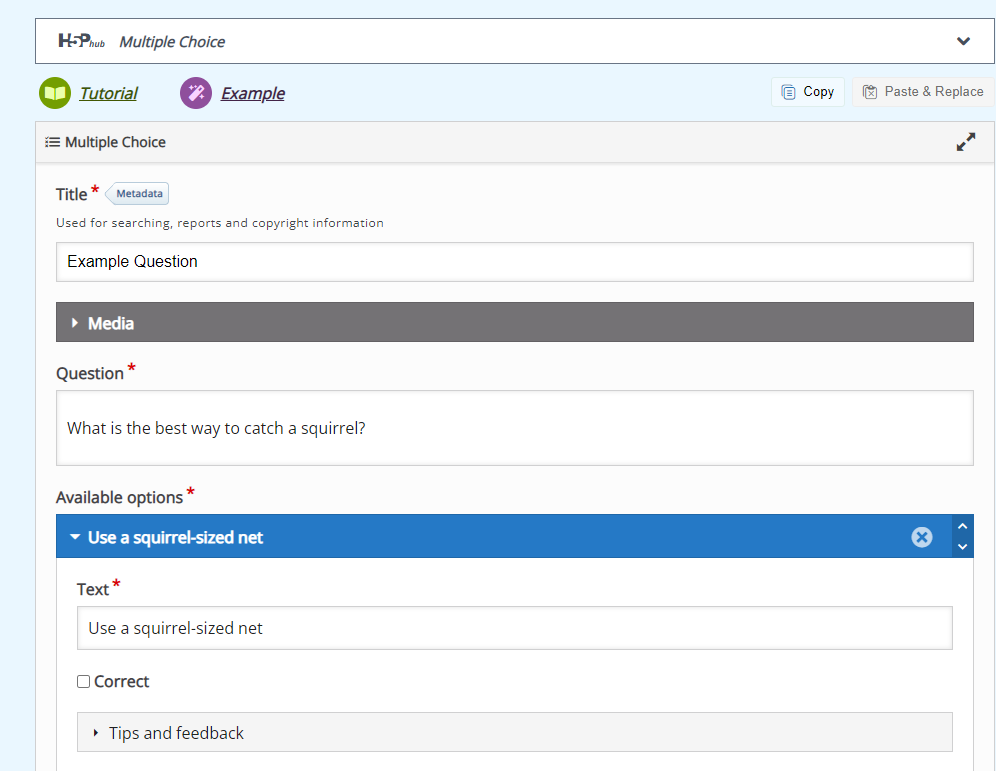 H5Phub Multiple Choice
Tutorial Example Copy Paste & Replace
Multiple Choice
Title * Metadata
Used for searching, reports and copyright information
Example Question
Media
Question *
What is the best way to catch a squirrel?
Available options *
Use a squirrel-sized net
Text *
Use a squirrel-sized net
Correct
Tips and feedback